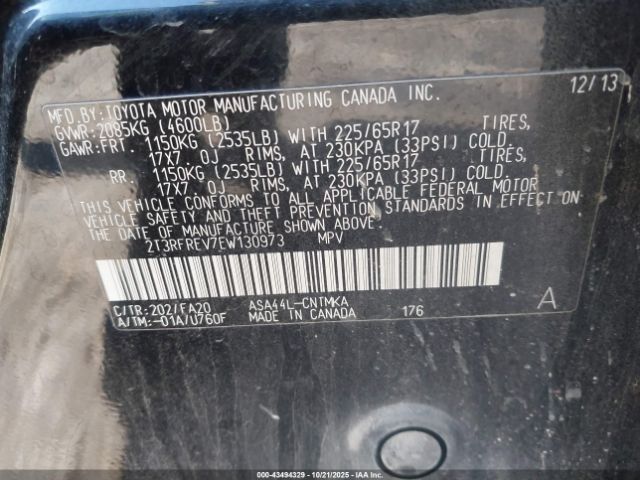 MFD.BY:TOYOTA MOTOR MANUFACTURING CANADA INC. 12/13
GVWR:2085KG (4600LB)
GAWR:FRT. 1150KG (2535LB) WITH 225/65R17 TIRES,
17X7.0J RIMS, AT 230KPA (33PSI) COLD.
RR. 1150KG (2535LB) WITH 225/65R17 TIRES,
17X7.0J RIMS, AT 230KPA (33PSI) COLD.
THIS VEHICLE CONFORMS TO ALL APPLICABLE FEDERAL MOTOR
VEHICLE SAFETY AND THEFT PREVENTION STANDARDS IN EFFECT ON
THE DATE OF MANUFACTURE SHOWN ABOVE.
2T3RFREV7EW130973 MPV
C/TR:202/FA20 ASA44L-CNTMKA A
A/TM:-01A/U760F MADE IN CANADA 176
000-43494329 - 10/21/2025 - IAA, Inc.